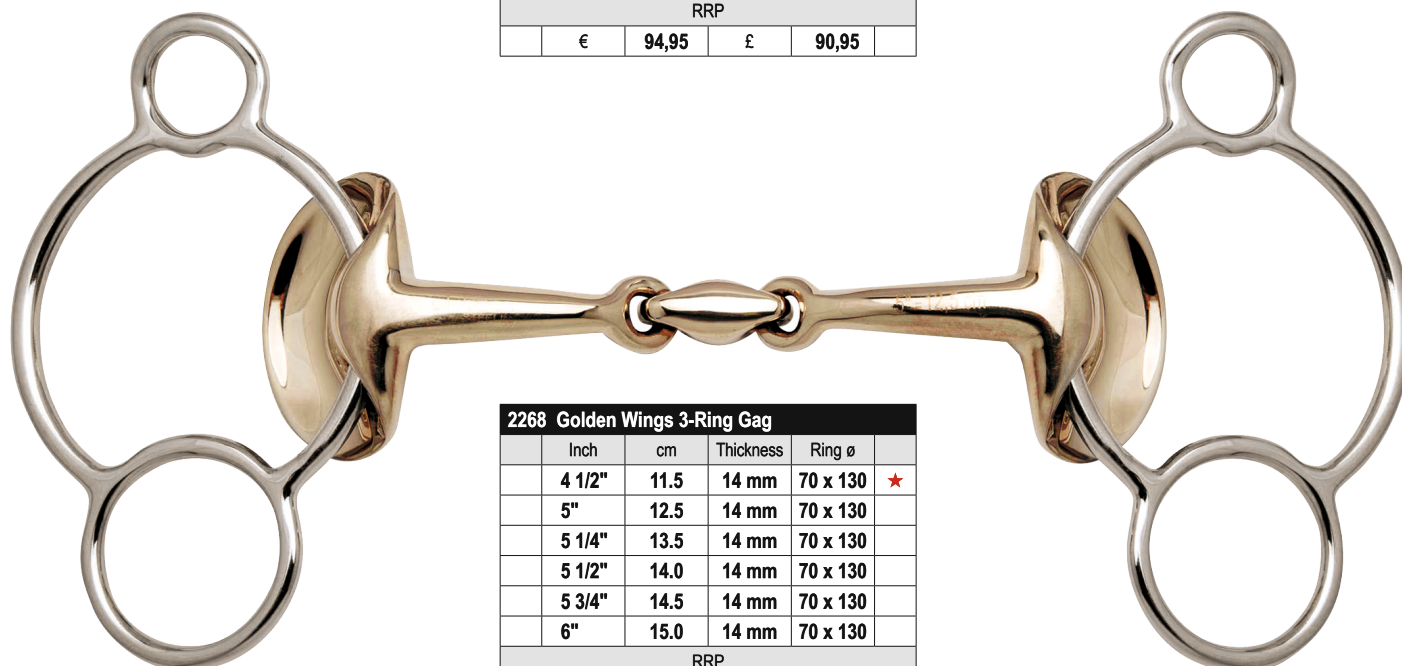 RRP
€ 94,95 £ 90,95
2268 Golden Wings 3-Ring Gag
Inch cm Thickness Ring ø
4 1/2" 11.5 14 mm 70 x 130 ★
5" 12.5 14 mm 70 x 130
5 1/4" 13.5 14 mm 70 x 130
5 1/2" 14.0 14 mm 70 x 130
5 3/4" 14.5 14 mm 70 x 130
6" 15.0 14 mm 70 x 130
RRP